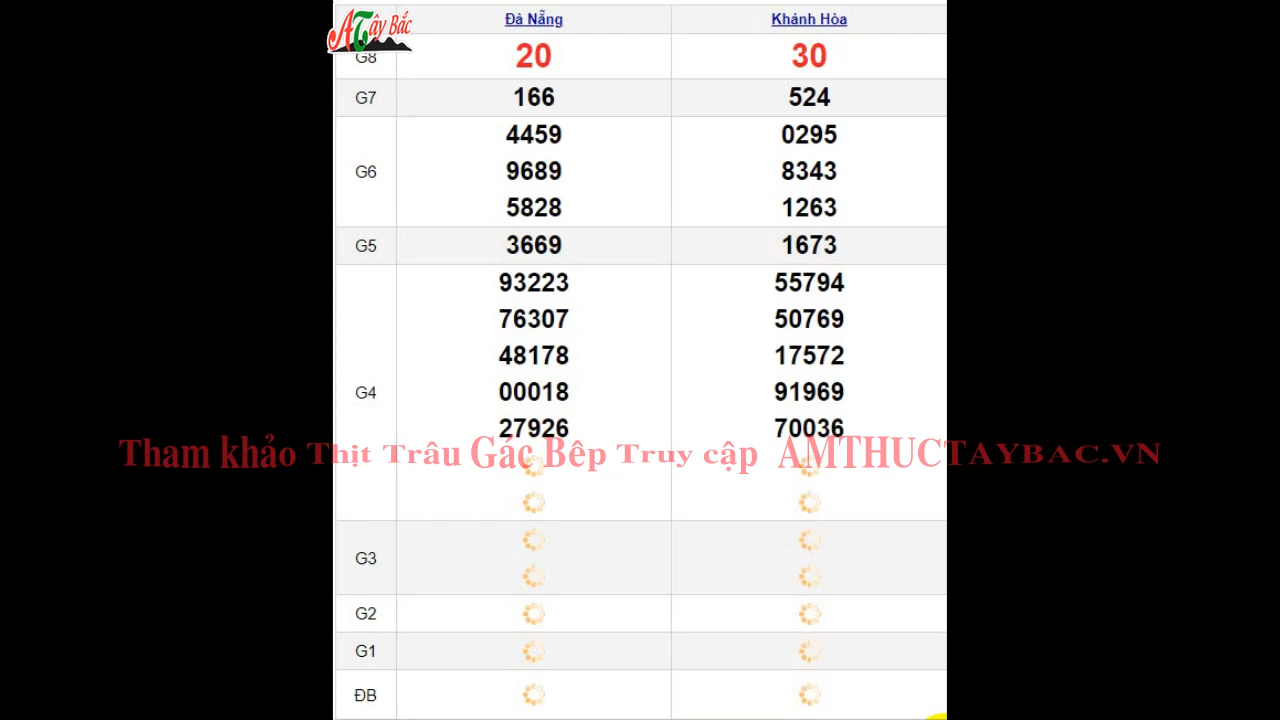 ATây Bắc
Đà Nẵng Khánh Hòa
G8 20 30
G7 166 524
4459 0295
G6 9689 8343
5828 1263
G5 3669 1673
93223 55794
76307 50769
48178 17572
G4 00018 91969
27926 70036
Tham khảo Thịt Trâu Gác Bếp Truy cập AMTHUCTAYBAC.VN
G3
G2
G1
ĐB